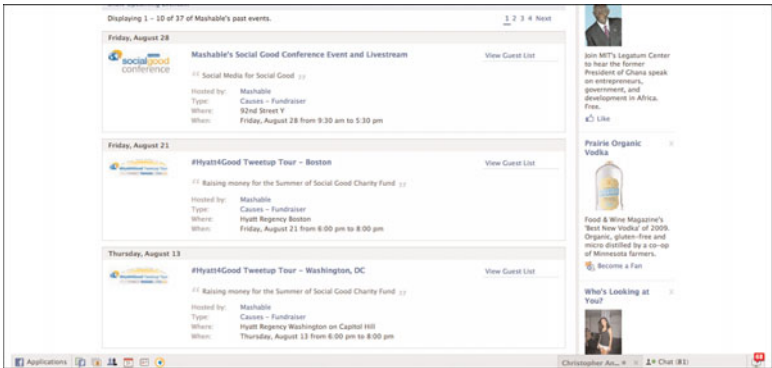 Displaying 1 – 10 of 37 of Mashable's past events.
1 2 3 4 Next
Friday, August 28
socialgood
conference
Mashable's Social Good Conference Event and Livestream
View Guest List
“ Social Media for Social Good ”
Hosted by: Mashable
Type: Causes – Fundraiser
Where: 92nd Street Y
When: Friday, August 28 from 9:30 am to 5:30 pm
Friday, August 21
#Hyatt4Good Tweetup Tour – Boston
View Guest List
“ Raising money for the Summer of Social Good Charity Fund ”
Hosted by: Mashable
Type: Causes – Fundraiser
Where: Hyatt Regency Boston
When: Friday, August 21 from 6:00 pm to 8:00 pm
Thursday, August 13
#Hyatt4Good Tweetup Tour – Washington, DC
View Guest List
“ Raising money for the Summer of Social Good Charity Fund ”
Hosted by: Mashable
Type: Causes – Fundraiser
Where: Hyatt Regency Washington on Capitol Hill
When: Thursday, August 13 from 6:00 pm to 8:00 pm
Join MIT's Legatum Center
to hear the former
President of Ghana speak
on entrepreneurs,
government, and
development in Africa.
Free.
Like
Prairie Organic
Vodka
Food & Wine Magazine's
'Best New Vodka' of 2009.
Organic, gluten-free and
micro distilled by a co-op
of Minnesota farmers.
Become a Fan
Who's Looking at
You?
Applications
Christopher An...
Chat (81)
68